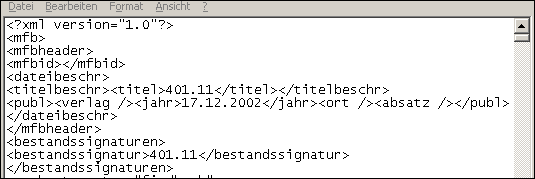 Datei Bearbeiten Format Ansicht ?
<?xml version="1.0"?>
<mfb>
<mfbheader>
<mfbid></mfbid>
<dateibeschr>
<titelbeschr><titel>401.11</titel></titelbeschr>
<publ><verlag /><jahr>17.12.2002</jahr><ort /><absatz /></publ>
</dateibeschr>
</mfbheader>
<bestandssignaturen>
<bestandssignatur>401.11</bestandssignatur>
</bestandssignaturen>